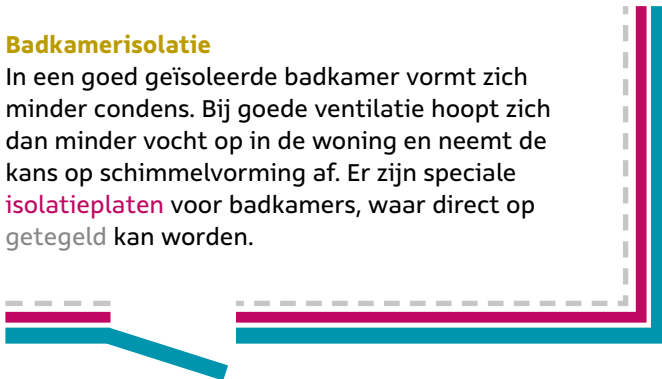 Badkamerisolatie
In een goed geïsoleerde badkamer vormt zich
minder condens. Bij goede ventilatie hoopt zich
dan minder vocht op in de woning en neemt de
kans op schimmelvorming af. Er zijn speciale
isolatieplaten voor badkamers, waar direct op
getegeld kan worden.